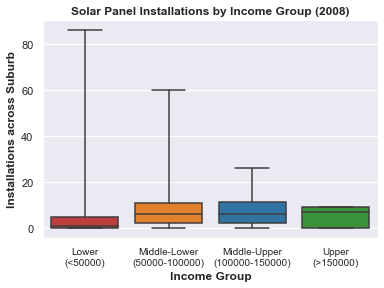 Solar Panel Installations by Income Group (2008)
Installations across Suburb
80
60
40
20
0
Lower
(<50000)
Middle-Lower
(50000-100000)
Middle-Upper
(100000-150000)
Upper
(>150000)
Income Group